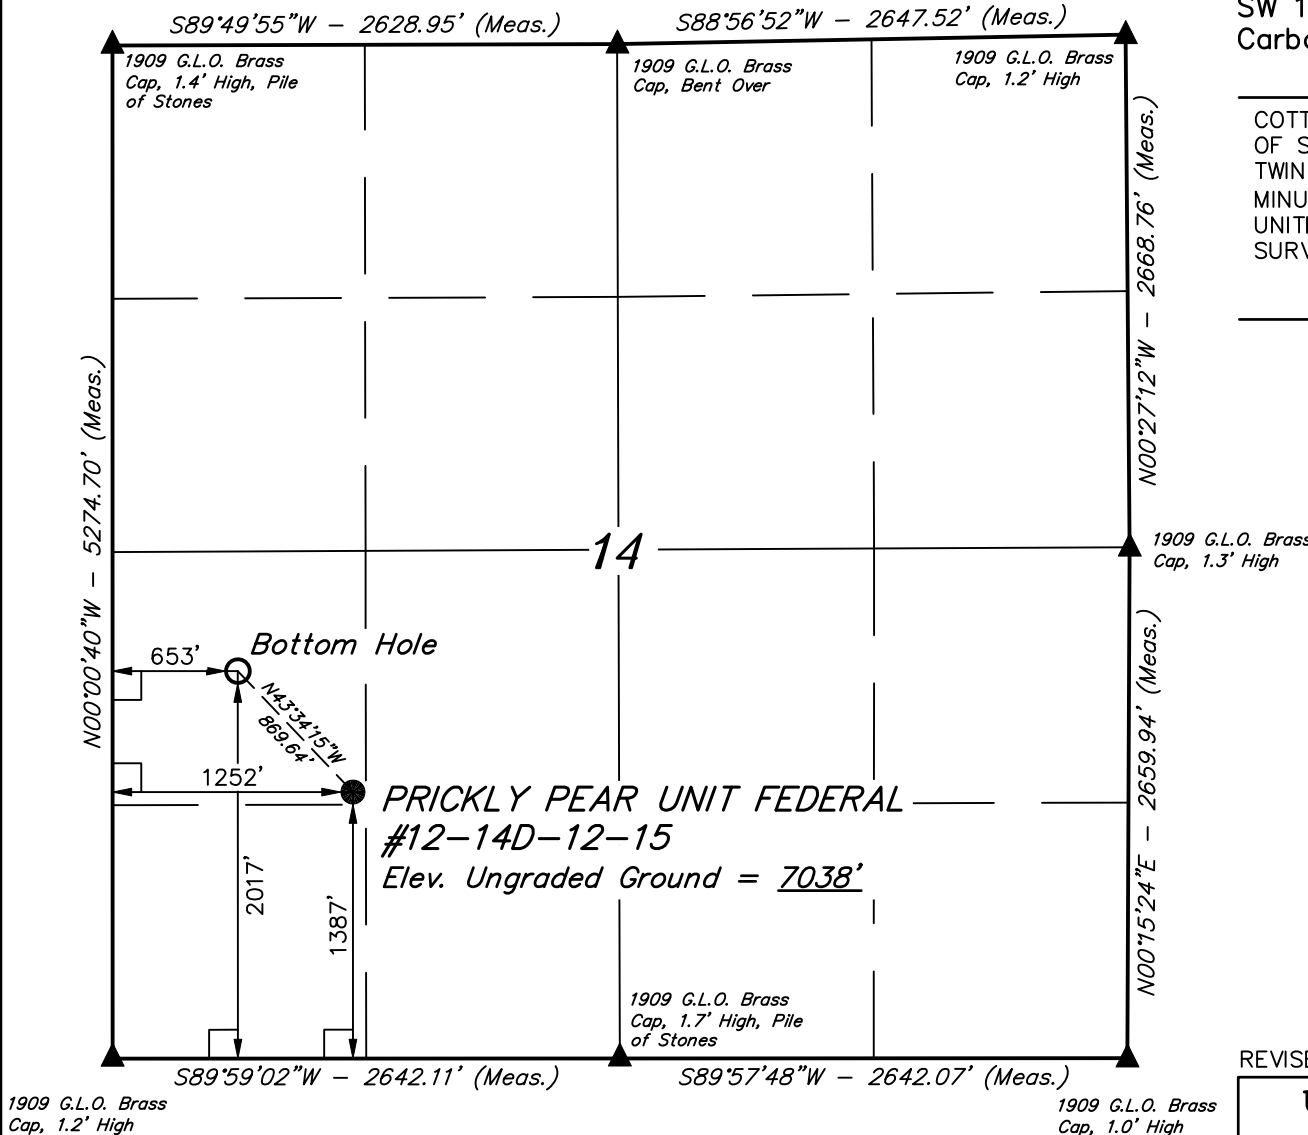 S89°49'55"W - 2628.95' (Meas.)
S88°56'52"W - 2647.52' (Meas.)
SW 1
Carbo
1909 G.L.O. Brass
Cap, 1.4' High, Pile
of Stones
1909 G.L.O. Brass
Cap, Bent Over
1909 G.L.O. Brass
Cap, 1.2' High
COTT
OF S
TWIN
MINU
UNITE
SURV
N00°27'12"W - 2668.76' (Meas.)
N00°00'40"W - 5274.70' (Meas.)
14
1909 G.L.O. Brass
Cap, 1.3' High
Bottom Hole
653'
N43°34'15"W
869.64'
1252'
PRICKLY PEAR UNIT FEDERAL
#12-14D-12-15
Elev. Ungraded Ground = 7038'
2017'
1387'
N00°15'24"E - 2659.94' (Meas.)
1909 G.L.O. Brass
Cap, 1.7' High, Pile
of Stones
S89°59'02"W - 2642.11' (Meas.)
S89°57'48"W - 2642.07' (Meas.)
REVISE
1909 G.L.O. Brass
Cap, 1.2' High
1909 G.L.O. Brass
Cap, 1.0' High